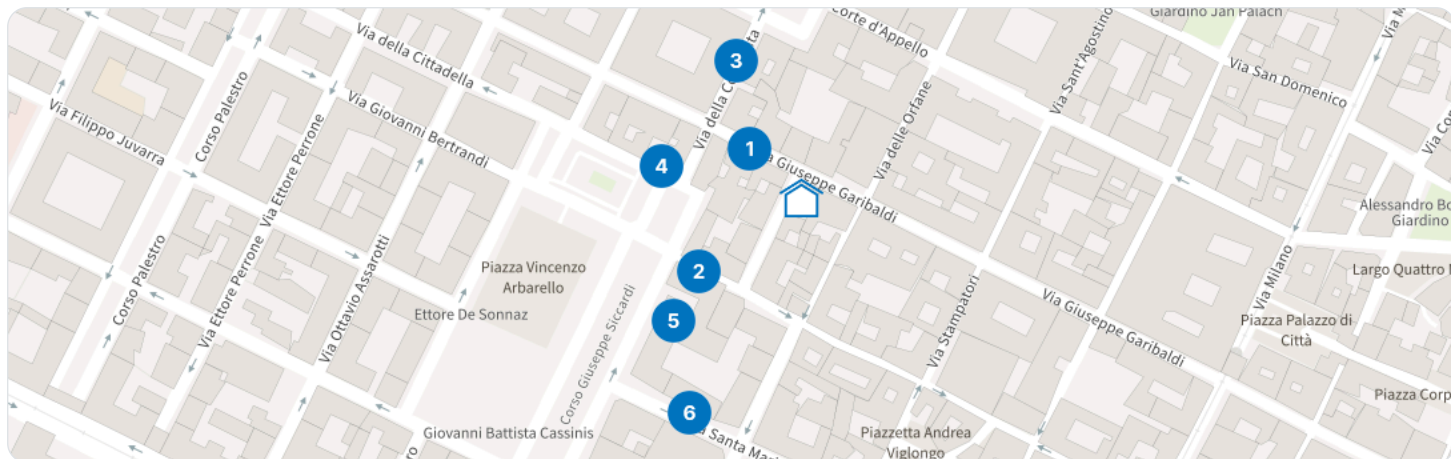 Giardino Jan Palach
Corte d'Appello
Via della Cittadella
Via Sant'Agostino
Via San Domenico
3
Corso Palestro
Via Giovanni Bertrandi
Via Filippo Juvarra
Via Ettore Perrone
Via della
1
4
Via Giuseppe Garibaldi
Via delle Orfane
Alessandro
Giardino
Corso Palestro
Via Ettore Perrone
Via Ottavio Assarotti
Piazza Vincenzo
Arbarello
2
Largo Quattro
Via Milano
Ettore De Sonnaz
5
Corso Giuseppe Siccardi
Via Stampatori
Via Giuseppe Garibaldi
Piazza Palazzo di
Città
Piazza
6
Santa
Giovanni Battista Cassinis
Piazzetta Andrea
Viglongo